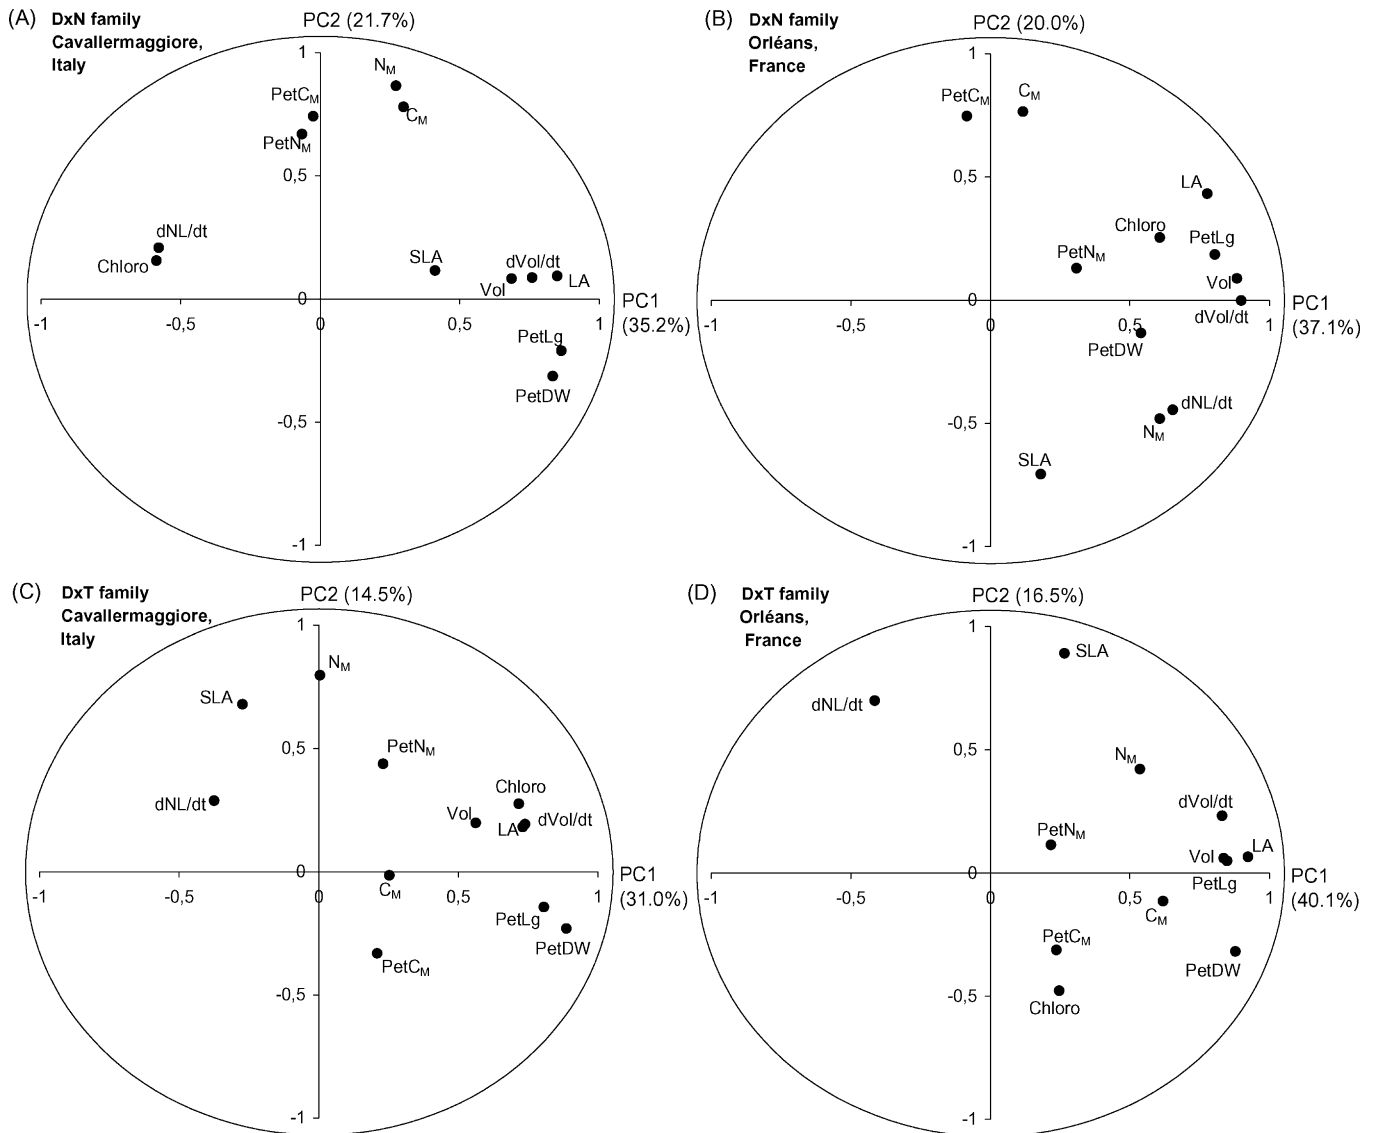 (A) DxN family
Cavallermaggiore,
Italy
PC2 (21.7%)
1
N_M
PetC_M
C_M
PetN_M
0,5
dNL/dt
Chloro
SLA
dVol/dt
Vol
LA
0
PC1
(35.2%)
-1
-0,5
0
0,5
1
PetLg
PetDW
-0,5
-1
(B) DxN family
Orléans,
France
PC2 (20.0%)
1
PetC_M
C_M
0,5
LA
Chloro
PetLg
PetN_M
Vol
0
PC1
(37.1%)
-1
-0,5
0
0,5
1
dVol/dt
PetDW
dNL/dt
-0,5
N_M
SLA
-1
(C) DxT family
Cavallermaggiore,
Italy
PC2 (14.5%)
1
N_M
SLA
0,5
PetN_M
Chloro
dNL/dt
Vol
LA
dVol/dt
0
PC1
(31.0%)
-1
-0,5
0
0,5
1
C_M
PetLg
PetDW
PetC_M
-0,5
-1
(D) DxT family
Orléans,
France
PC2 (16.5%)
1
SLA
dNL/dt
0,5
N_M
dVol/dt
PetN_M
Vol
LA
0
PetLg
PC1
(40.1%)
-1
-0,5
0
0,5
1
C_M
PetC_M
PetDW
-0,5
Chloro
-1